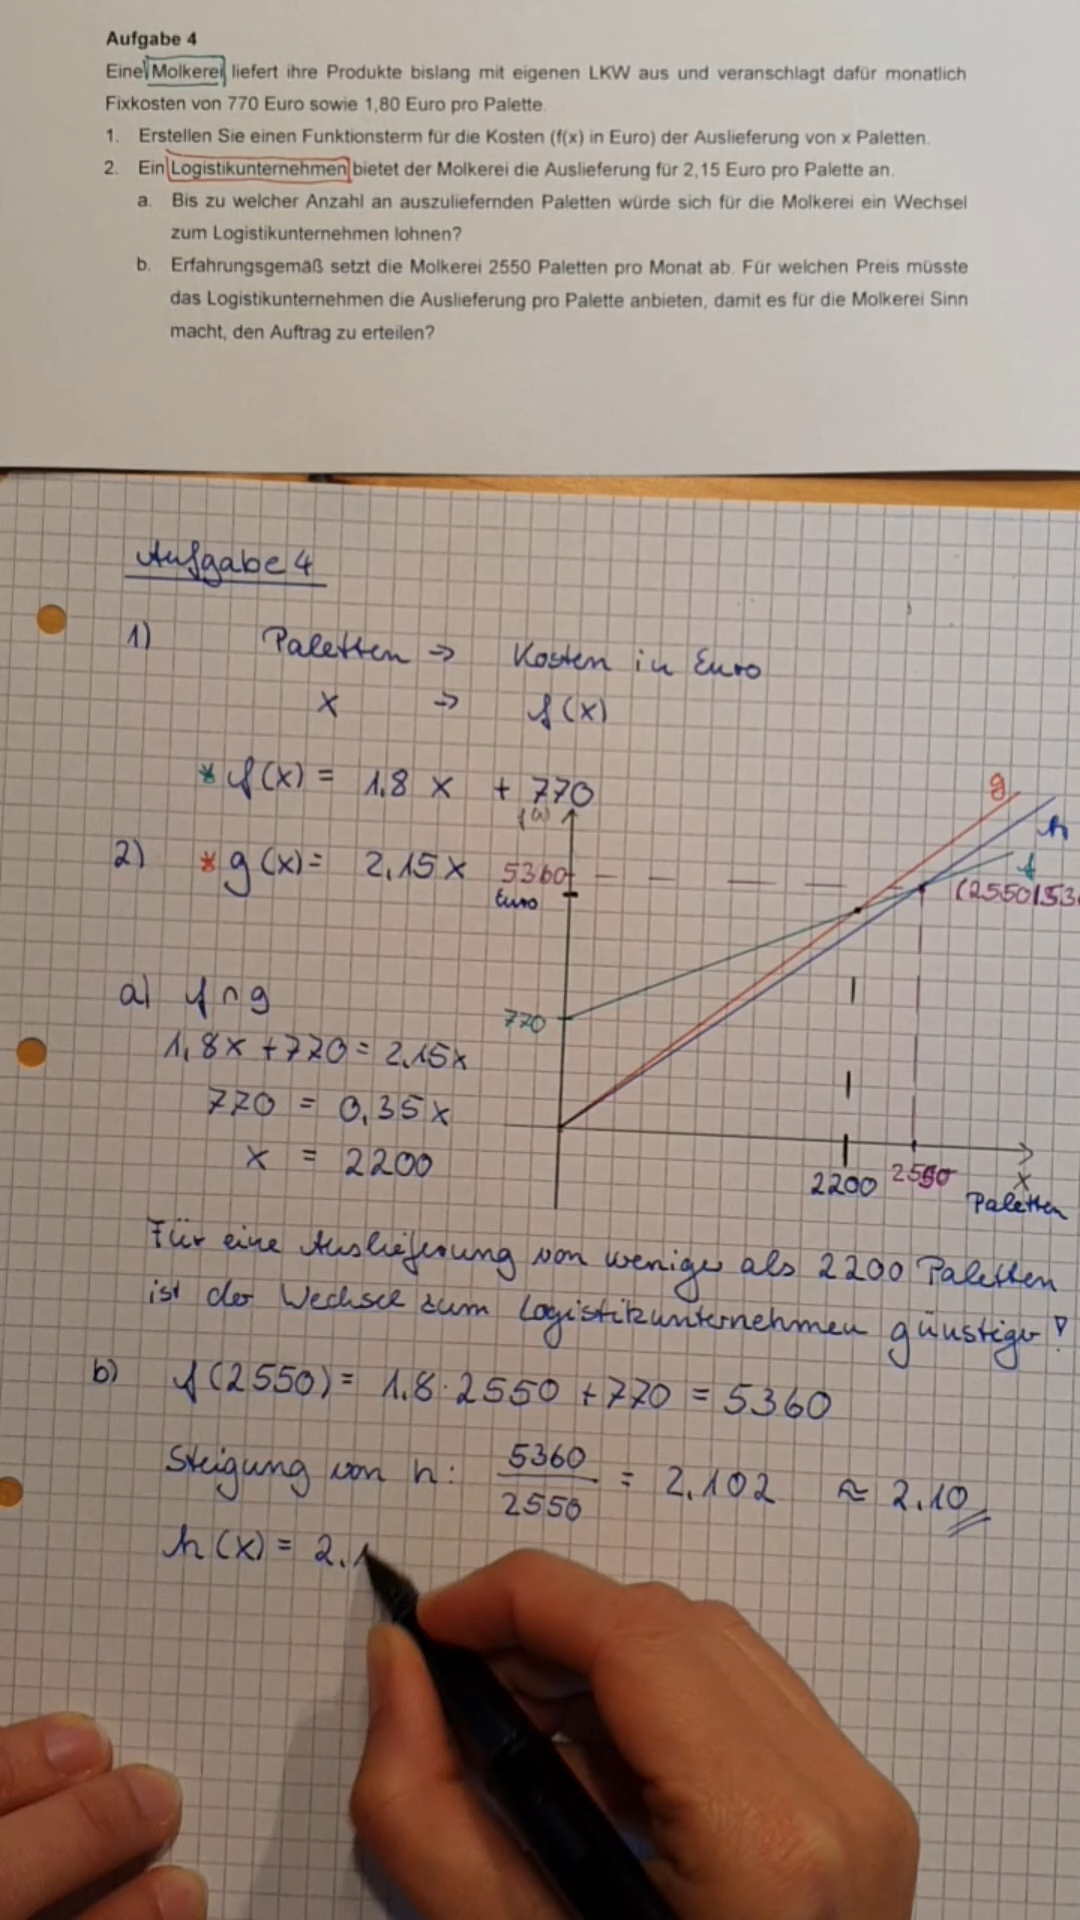 Aufgabe 4
Eine Molkerei liefert ihre Produkte bislang mit eigenen LKW aus und veranschlagt dafür monatlich
Fixkosten von 770 Euro sowie 1,80 Euro pro Palette.
1. Erstellen Sie einen Funktionsterm für die Kosten (f(x) in Euro) der Auslieferung von x Paletten.
2. Ein Logistikunternehmen bietet der Molkerei die Auslieferung für 2,15 Euro pro Palette an.
a. Bis zu welcher Anzahl an auszuliefernden Paletten würde sich für die Molkerei ein Wechsel
zum Logistikunternehmen lohnen?
b. Erfahrungsgemäß setzt die Molkerei 2550 Paletten pro Monat ab. Für welchen Preis müsste
das Logistikunternehmen die Auslieferung pro Palette anbieten, damit es für die Molkerei Sinn
macht, den Auftrag zu erteilen?
Aufgabe 4
1) Paletten → Kosten in Euro
x → f(x)
* f(x) = 1,8 x + 770
2) * g(x) = 2,15x
f(x)
g
h
f
5360
Euro
(2550|53
770
2200
2550
x
Paletten
a) f ∩ g
1,8x + 770 = 2,15x
770 = 0,35x
x = 2200
Für eine Auslieferung von weniger als 2200 Paletten
ist der Wechsel zum Logistikunternehmen günstiger!
b) f(2550) = 1,8 · 2550 + 770 = 5360
Steigung von h: 5360/2550 = 2,102 ≈ 2,10
h(x) = 2,1